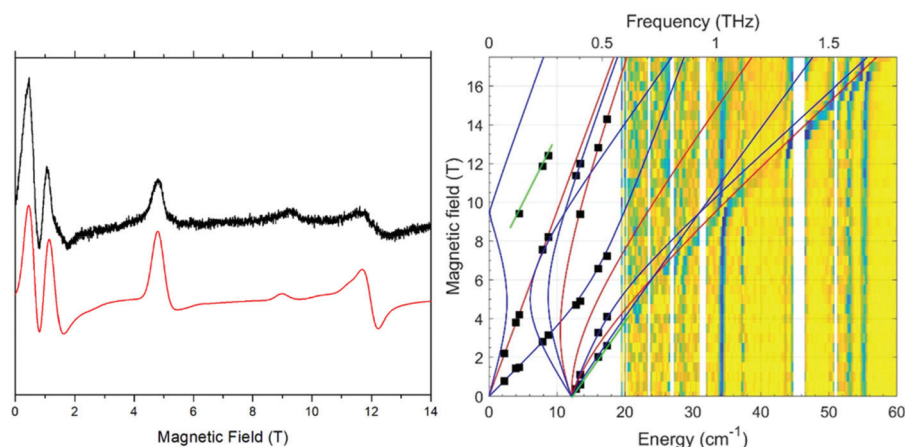 0 2 4 6 8 10 12 14
Magnetic Field (T)
Frequency (THz)
0 0.5 1 1.5
16
14
12
10
8
6
4
2
0
Magnetic field (T)
0 10 20 30 40 50 60
Energy (cm⁻¹)